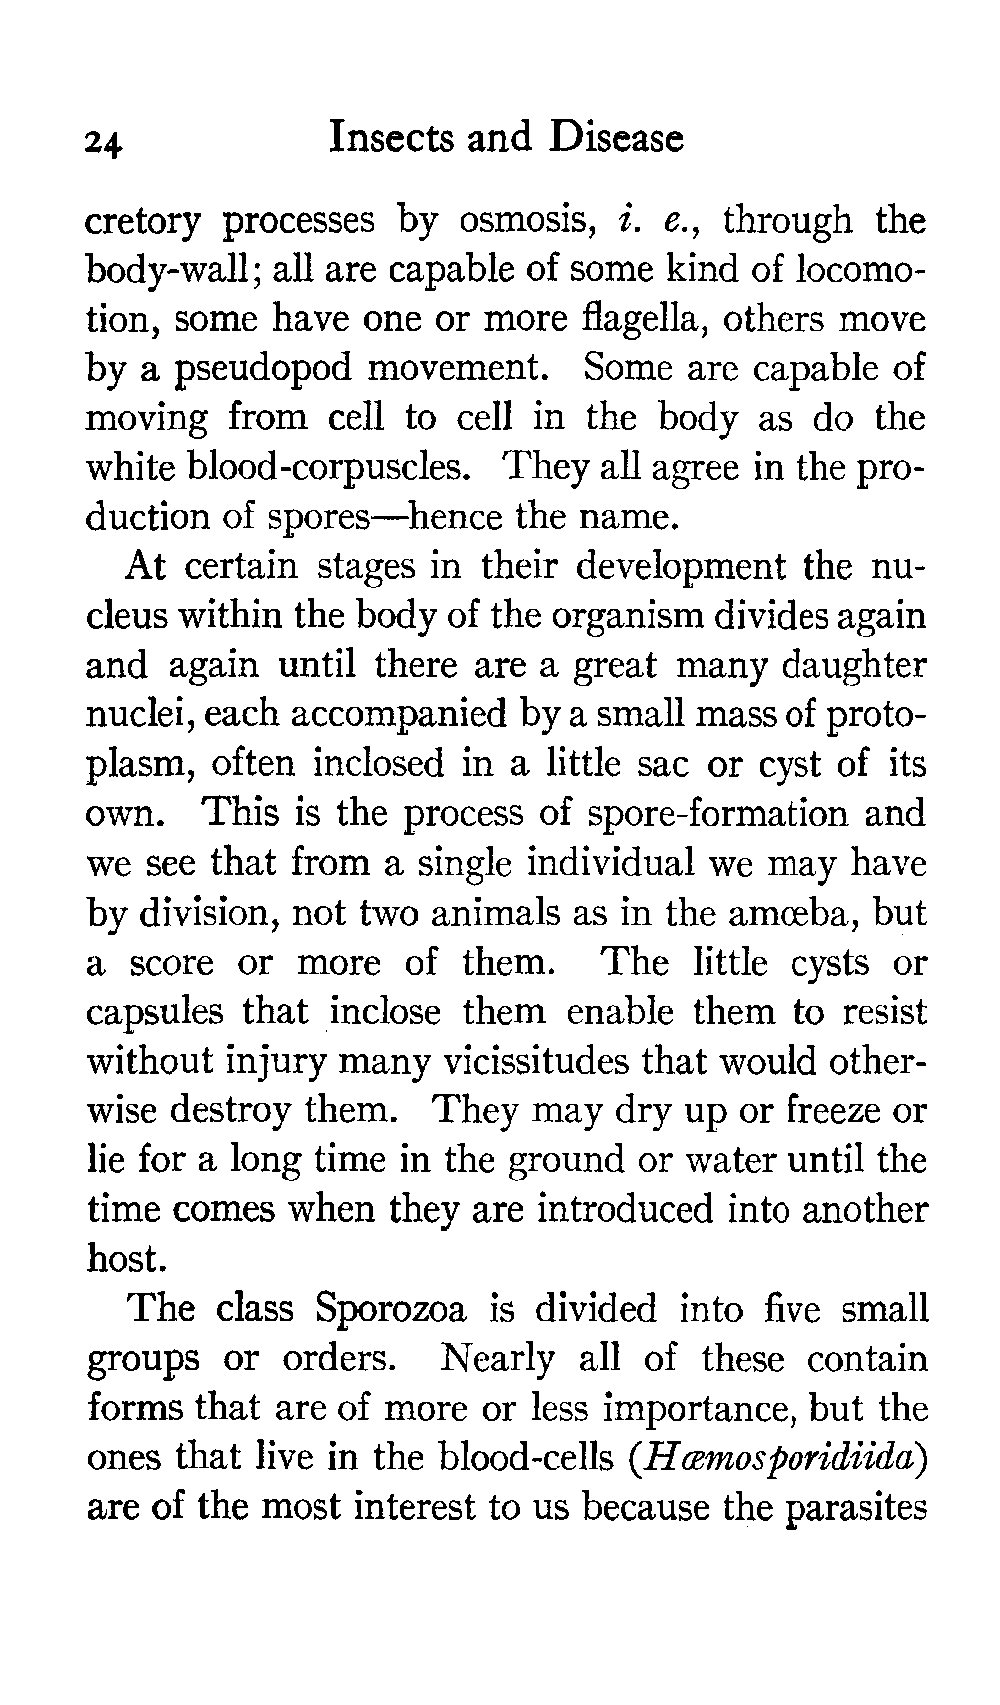 24 Insects and Disease
cretory processes by osmosis, i. e., through the
body-wall; all are capable of some kind of locomo-
tion, some have one or more flagella, others move
by a pseudopod movement. Some are capable of
moving from cell to cell in the body as do the
white blood-corpuscles. They all agree in the pro-
duction of spores—hence the name.
At certain stages in their development the nu-
cleus within the body of the organism divides again
and again until there are a great many daughter
nuclei, each accompanied by a small mass of proto-
plasm, often inclosed in a little sac or cyst of its
own. This is the process of spore-formation and
we see that from a single individual we may have
by division, not two animals as in the amœba, but
a score or more of them. The little cysts or
capsules that inclose them enable them to resist
without injury many vicissitudes that would other-
wise destroy them. They may dry up or freeze or
lie for a long time in the ground or water until the
time comes when they are introduced into another
host.
The class Sporozoa is divided into five small
groups or orders. Nearly all of these contain
forms that are of more or less importance, but the
ones that live in the blood-cells (Hœmosporidiida)
are of the most interest to us because the parasites